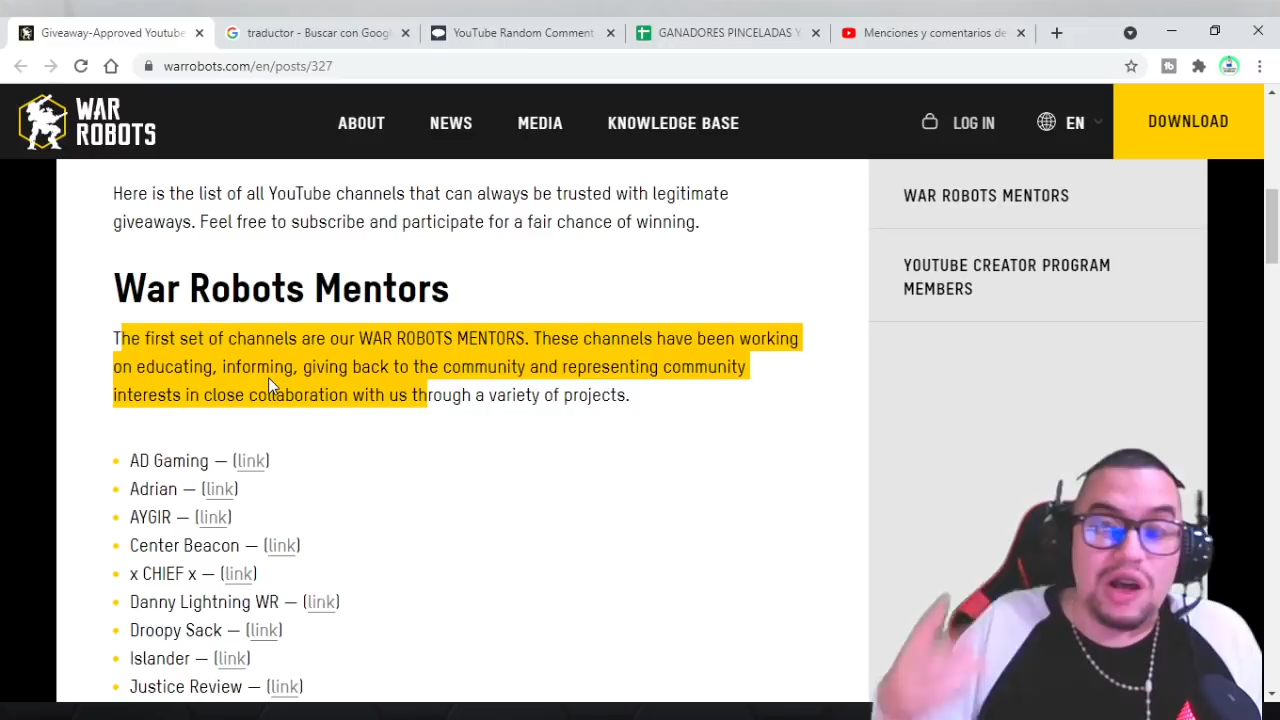 Giveaway-Approved Youtube
traductor - Buscar con Goog
YouTube Random Comment
GANADORES PINCELADAS Y
Menciones y comentarios de
warrobots.com/en/posts/327
WAR
ROBOTS
ABOUT
NEWS
MEDIA
KNOWLEDGE BASE
LOG IN
EN
DOWNLOAD
Here is the list of all YouTube channels that can always be trusted with legitimate
giveaways. Feel free to subscribe and participate for a fair chance of winning.
War Robots Mentors
The first set of channels are our WAR ROBOTS MENTORS. These channels have been working
on educating, informing, giving back to the community and representing community
interests in close collaboration with us through a variety of projects.
AD Gaming — (link)
Adrian — (link)
AYGIR — (link)
Center Beacon — (link)
x CHIEF x — (link)
Danny Lightning WR — (link)
Droopy Sack — (link)
Islander — (link)
Justice Review — (link)
WAR ROBOTS MENTORS
YOUTUBE CREATOR PROGRAM
MEMBERS